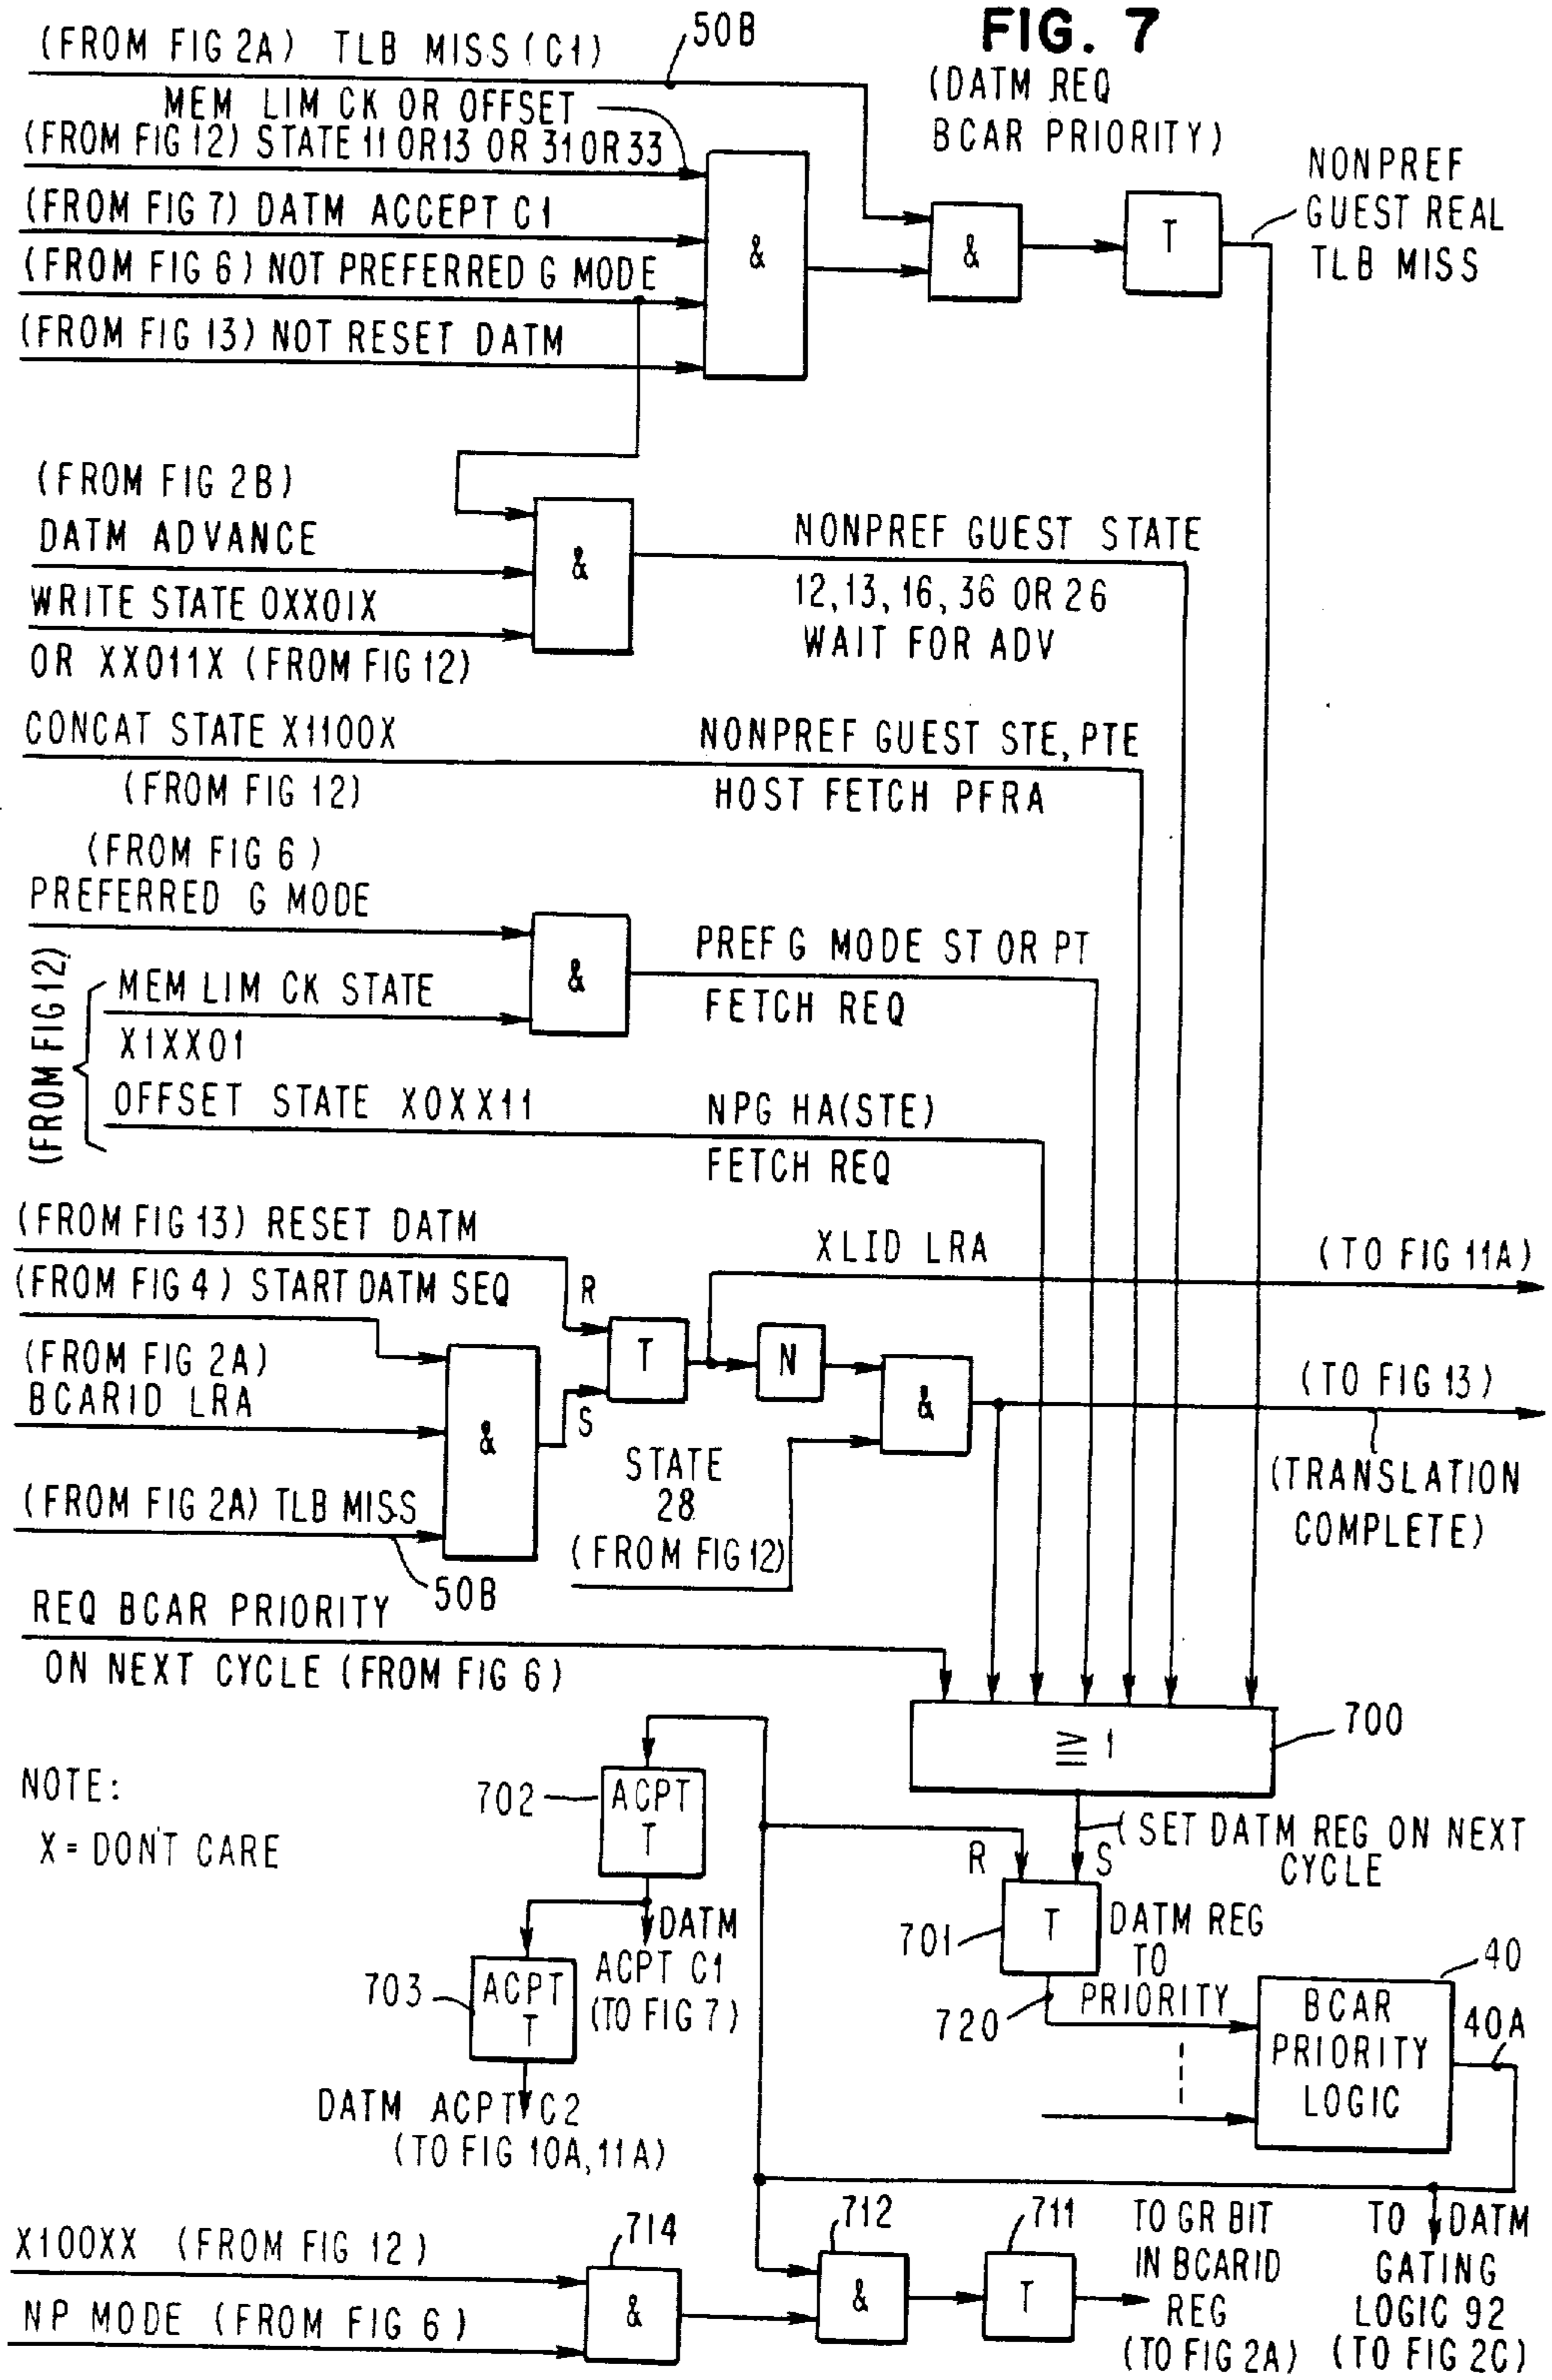 FIG. 7
(DATM REQ
BCAR PRIORITY)
(FROM FIG 2A) TLB MISS (C1)
50B
MEM LIM CK OR OFFSET
(FROM FIG 12) STATE 11 OR 13 OR 31 OR 33
(FROM FIG 7) DATM ACCEPT C1
(FROM FIG 6) NOT PREFERRED G MODE
(FROM FIG 13) NOT RESET DATM
&
&
T
NONPREF
GUEST REAL
TLB MISS
(FROM FIG 2B)
DATM ADVANCE
WRITE STATE 0XX01X
OR XX011X (FROM FIG 12)
&
NONPREF GUEST STATE
12,13,16,36 OR 26
WAIT FOR ADV
CONCAT STATE X1100X
(FROM FIG 12)
NONPREF GUEST STE, PTE
HOST FETCH PFRA
(FROM FIG 6)
PREFERRED G MODE
(FROM FIG 12)
MEM LIM CK STATE
X1XX01
&
PREF G MODE ST OR PT
FETCH REQ
OFFSET STATE X0XX11
NPG HA(STE)
FETCH REQ
(FROM FIG 13) RESET DATM
(FROM FIG 4) START DATM SEQ
(FROM FIG 2A)
BCARID LRA
(FROM FIG 2A) TLB MISS
50B
&
R
S
T
XLID LRA
(TO FIG 11A)
N
&
(TO FIG 13)
(TRANSLATION
COMPLETE)
STATE
28
(FROM FIG 12)
REQ BCAR PRIORITY
ON NEXT CYCLE (FROM FIG 6)
≧ 1
700
NOTE:
X = DON'T CARE
702
ACPT
T
R
S
(SET DATM REG ON NEXT
CYCLE
701
T
DATM REG
TO
PRIORITY
720
DATM
ACPT C1
(TO FIG 7)
703
ACPT
T
DATM ACPT C2
(TO FIG 10A, 11A)
40
BCAR
PRIORITY
LOGIC
40A
X100XX (FROM FIG 12)
NP MODE (FROM FIG 6)
714
&
712
&
711
T
TO GR BIT
IN BCARID
REG
(TO FIG 2A)
TO DATM
GATING
LOGIC 92
(TO FIG 2C)